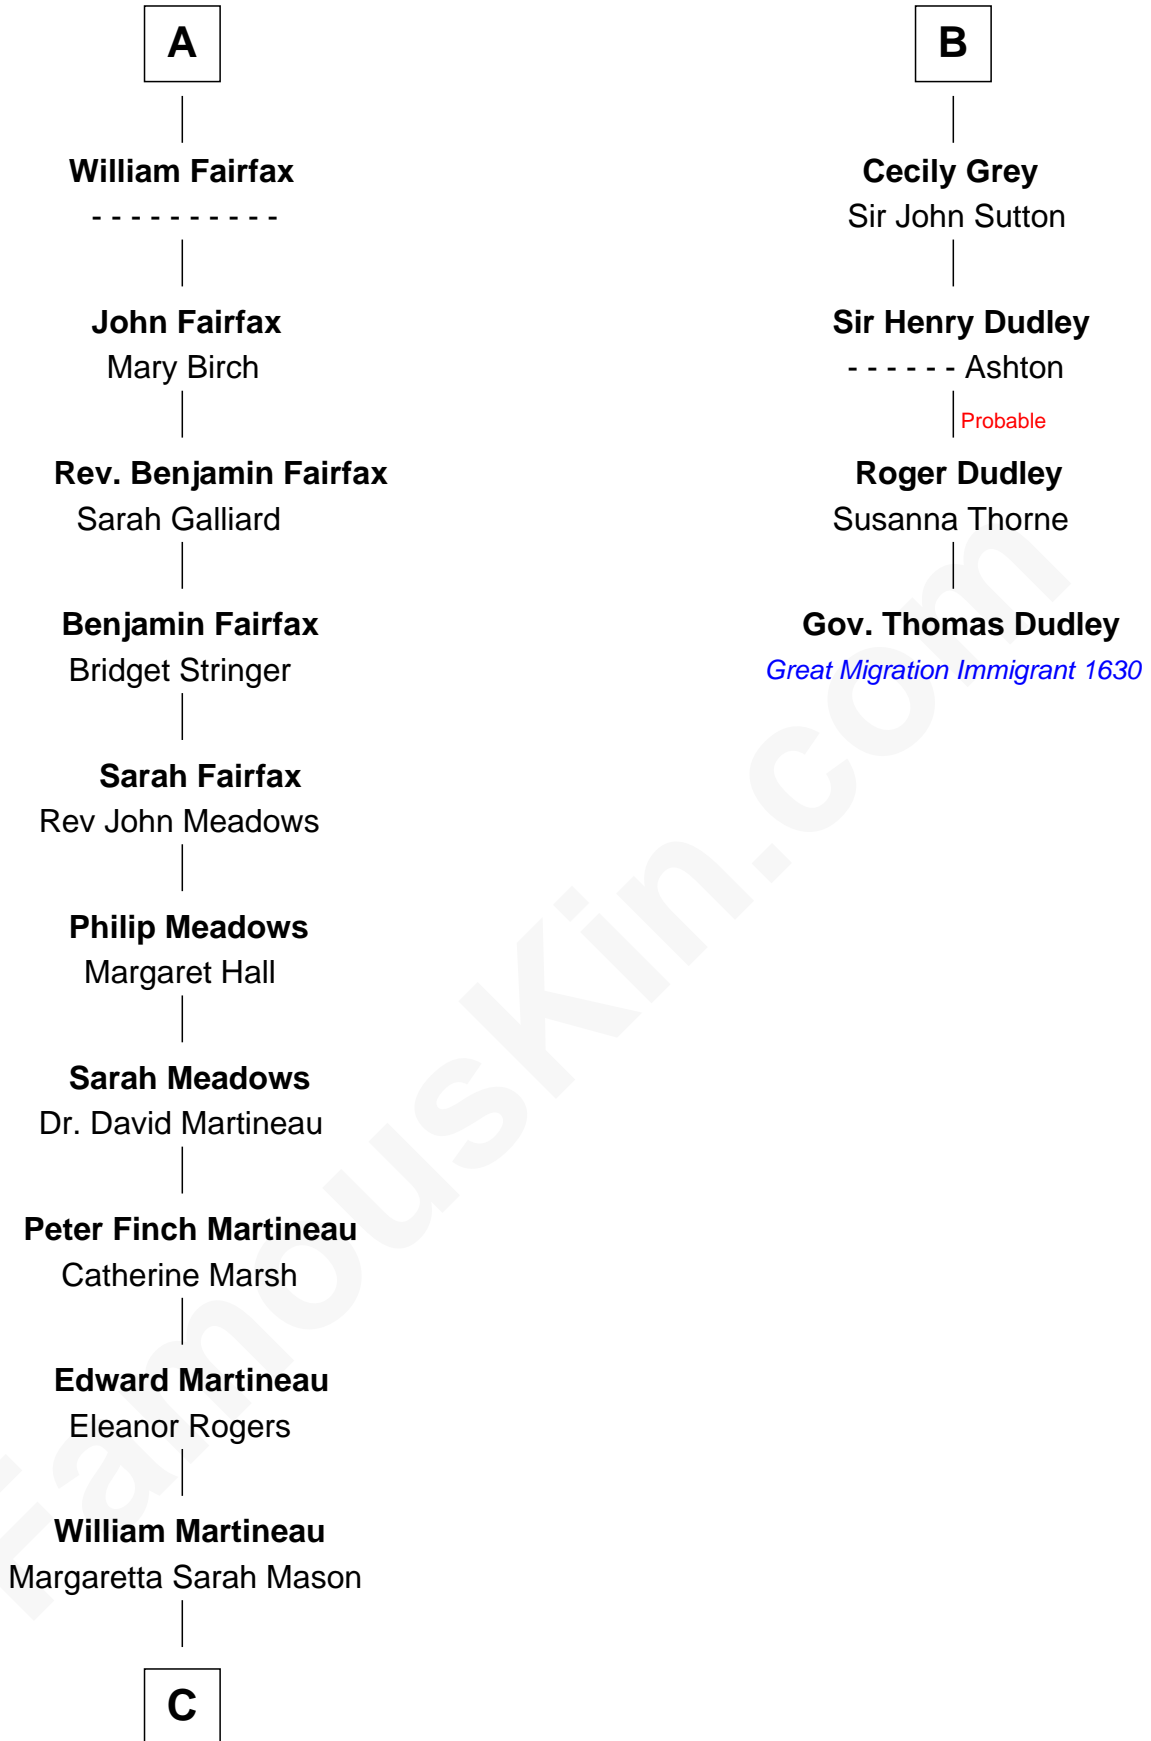 A
William Fairfax
- - - - - - - - - -
John Fairfax
Mary Birch
Rev. Benjamin Fairfax
Sarah Galliard
Benjamin Fairfax
Bridget Stringer
Sarah Fairfax
Rev John Meadows
Philip Meadows
Margaret Hall
Sarah Meadows
Dr. David Martineau
Peter Finch Martineau
Catherine Marsh
Edward Martineau
Eleanor Rogers
William Martineau
Margaretta Sarah Mason
C
B
Cecily Grey
Sir John Sutton
Sir Henry Dudley
- - - - - - Ashton
Probable
Roger Dudley
Susanna Thorne
Gov. Thomas Dudley
Great Migration Immigrant 1630
FamousKin.com